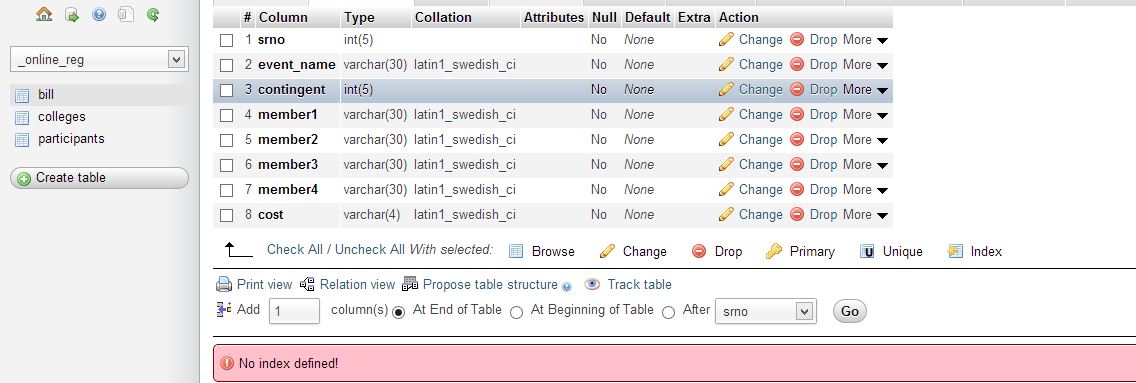 _online_reg
bill
colleges
participants
Create table
# Column Type Collation Attributes Null Default Extra Action
1 srno int(5) No None Change Drop More
2 event_name varchar(30) latin1_swedish_ci No None Change Drop More
3 contingent int(5) No None Change Drop More
4 member1 varchar(30) latin1_swedish_ci No None Change Drop More
5 member2 varchar(30) latin1_swedish_ci No None Change Drop More
6 member3 varchar(30) latin1_swedish_ci No None Change Drop More
7 member4 varchar(30) latin1_swedish_ci No None Change Drop More
8 cost varchar(4) latin1_swedish_ci No None Change Drop More
Check All / Uncheck All With selected: Browse Change Drop Primary Unique Index
Print view Relation view Propose table structure Track table
Add 1 column(s) At End of Table At Beginning of Table After srno Go
No index defined!